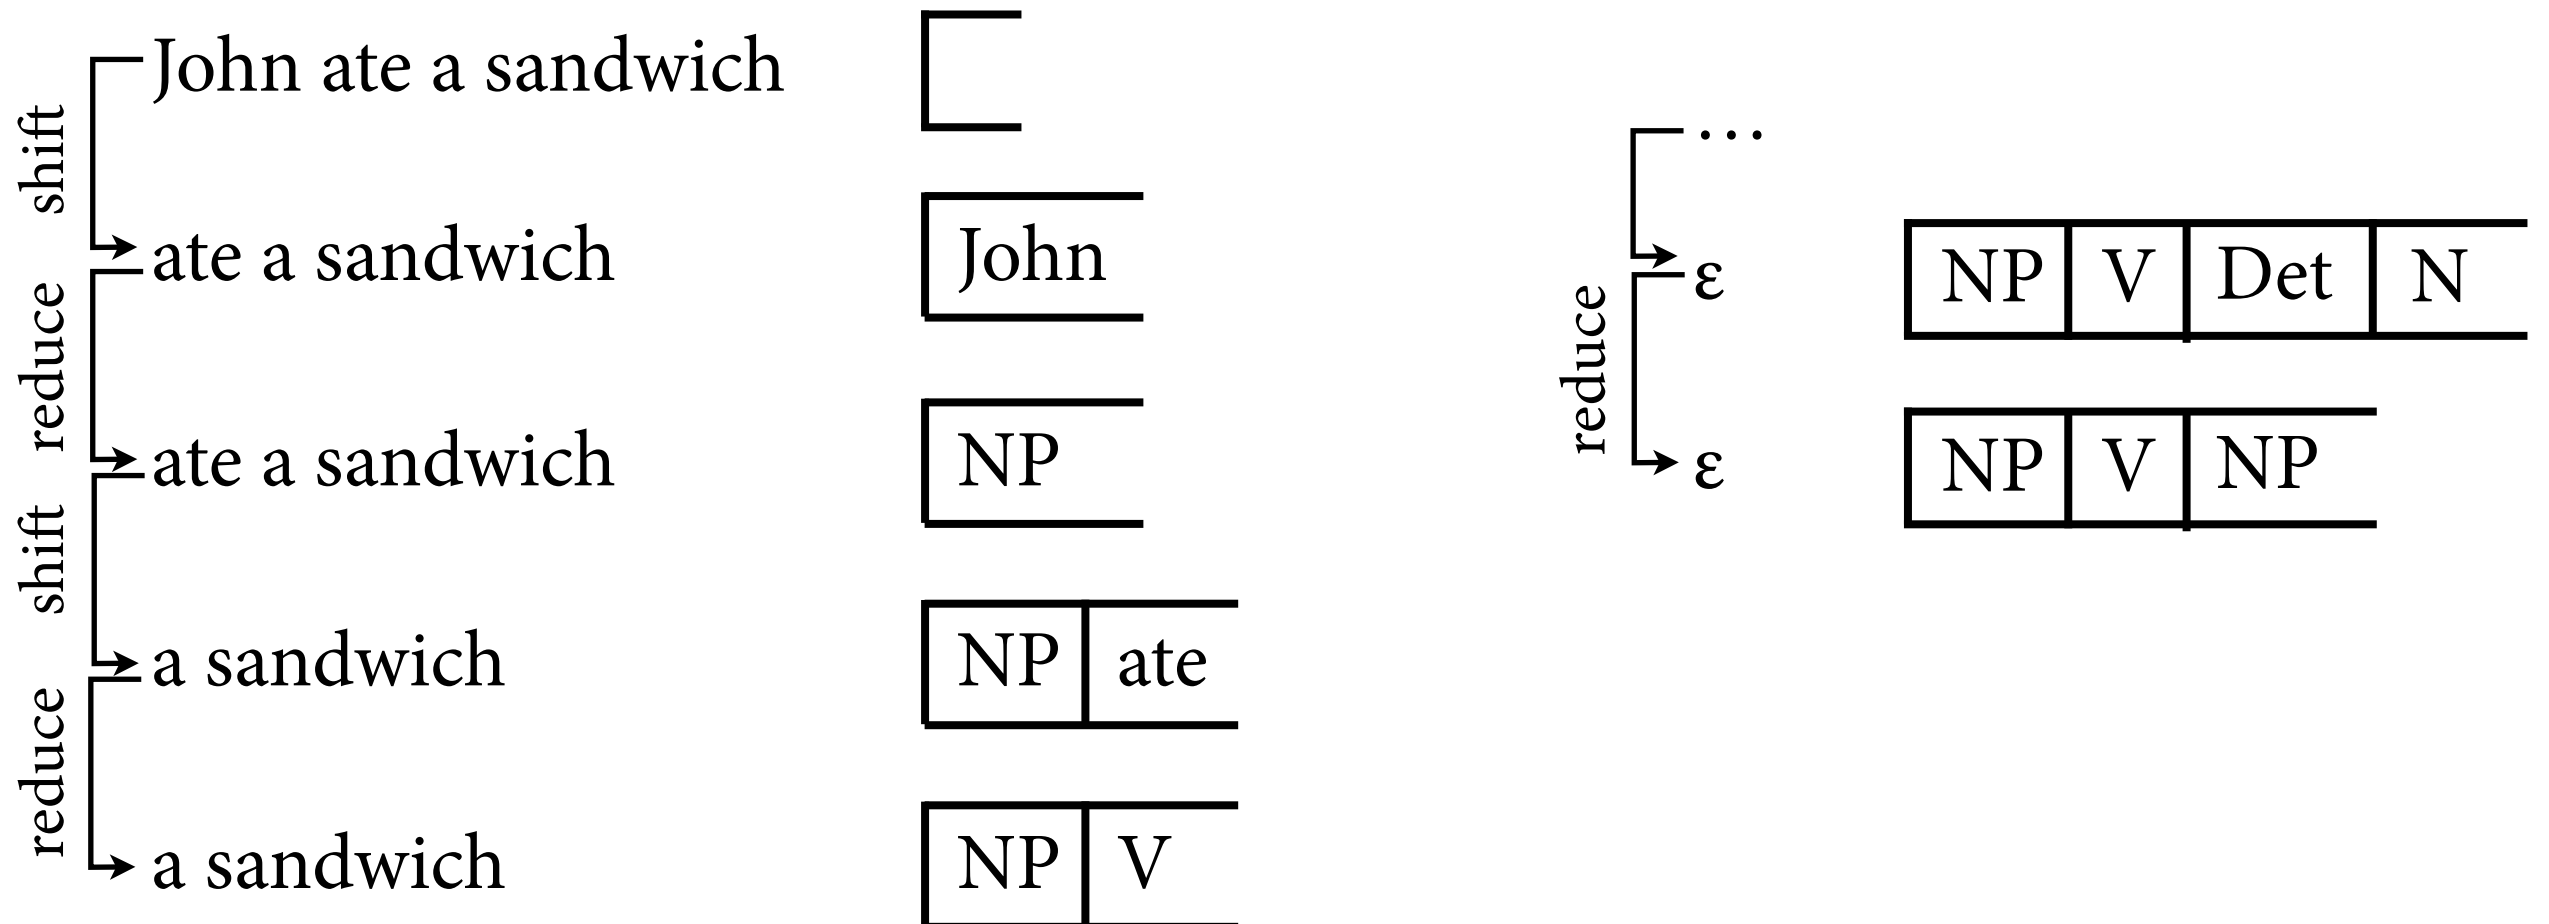 John ate a sandwich
shift
ate a sandwich John
reduce
ate a sandwich NP
shift
a sandwich NP ate
reduce
a sandwich NP V
...
ε NP V Det N
reduce
ε NP V NP